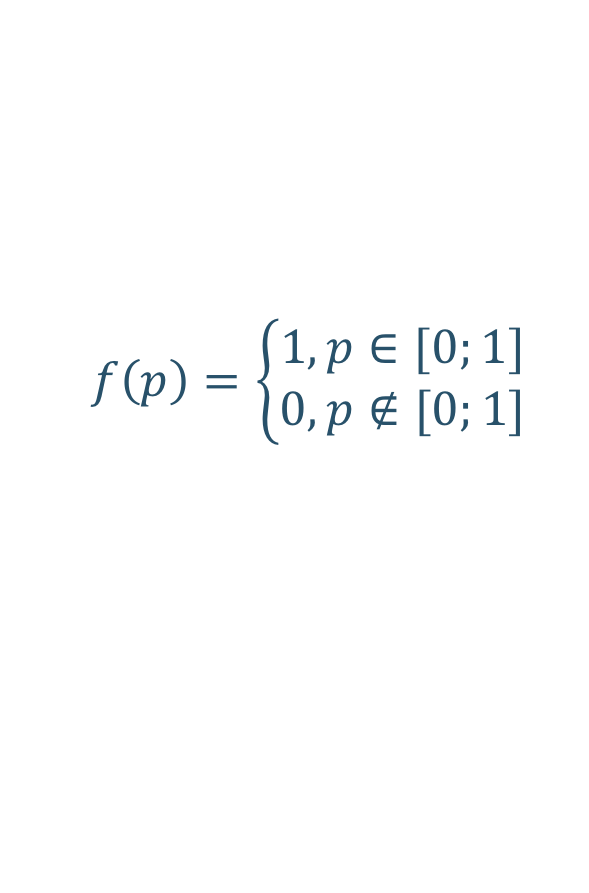 f(p) = {1, p ∈ [0; 1]
0, p ∉ [0; 1]